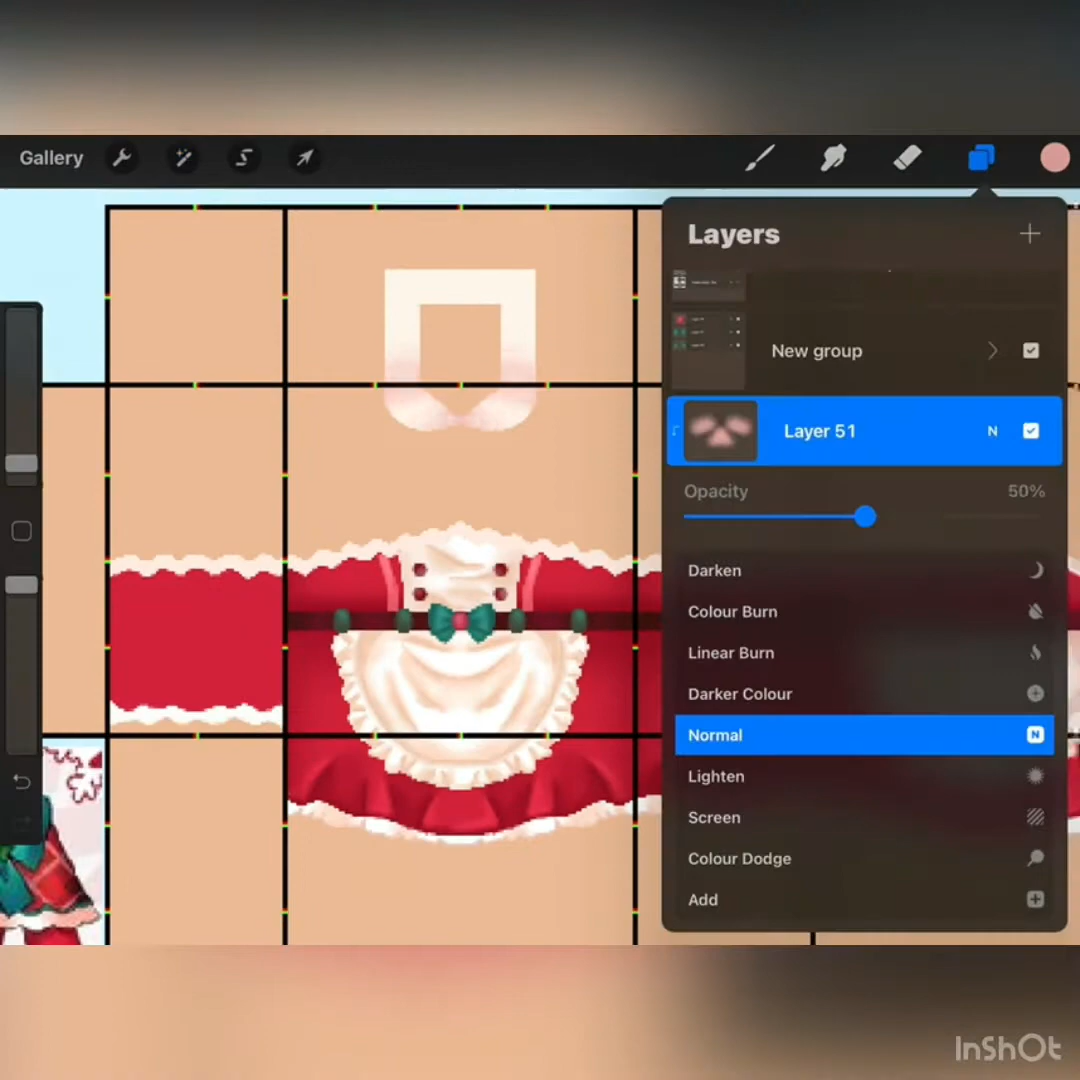 Gallery
Layers
New group
Layer 51
N
Opacity
50%
Darken
Colour Burn
Linear Burn
Darker Colour
Normal
N
Lighten
Screen
Colour Dodge
Add
InShOt